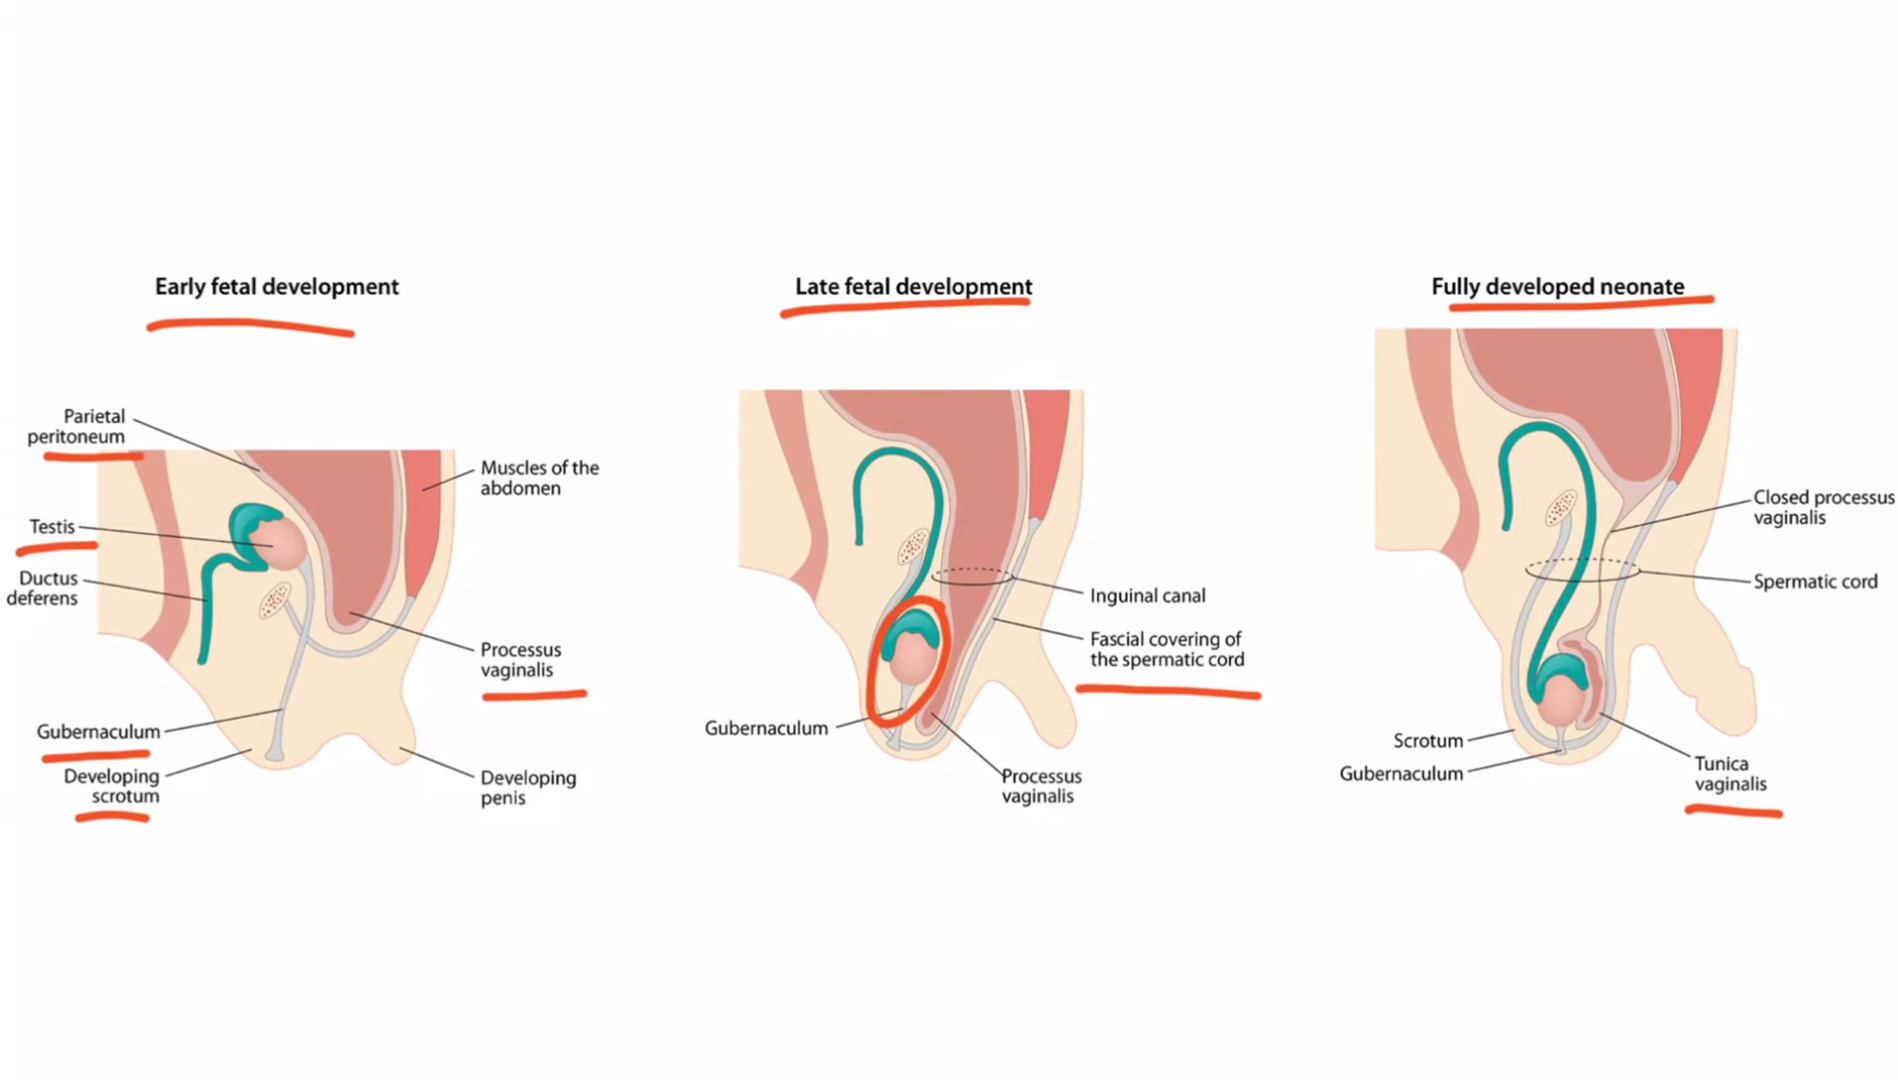 Early fetal development
Parietal
peritoneum
Muscles of the
abdomen
Testis
Ductus
deferens
Processus
vaginalis
Gubernaculum
Developing
scrotum
Developing
penis
Late fetal development
Inguinal canal
Fascial covering of
the spermatic cord
Gubernaculum
Processus
vaginalis
Fully developed neonate
Closed processus
vaginalis
Spermatic cord
Scrotum
Gubernaculum
Tunica
vaginalis